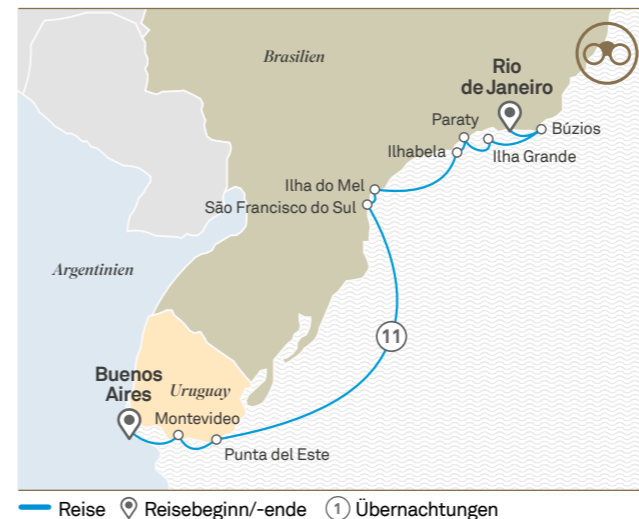 Brasilien
Rio
de Janeiro
Paraty
Búzios
Ilhabela
Ilha Grande
Ilha do Mel
São Francisco do Sul
Argentinien
11
Buenos
Aires
Uruguay
Montevideo
Punta del Este
Reise Reisebeginn/-ende 1 Übernachtungen